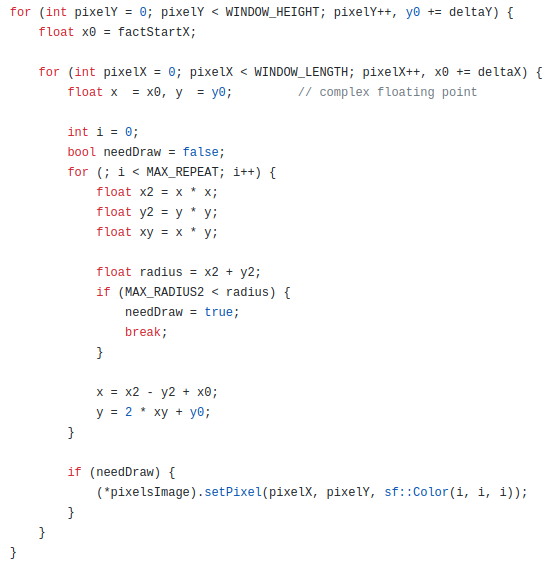 for (int pixelY = 0; pixelY < WINDOW_HEIGHT; pixelY++, y0 += deltaY) {
    float x0 = factStartX;

    for (int pixelX = 0; pixelX < WINDOW_LENGTH; pixelX++, x0 += deltaX) {
        float x  = x0, y  = y0;         // complex floating point

        int i = 0;
        bool needDraw = false;
        for (; i < MAX_REPEAT; i++) {
            float x2 = x * x;
            float y2 = y * y;
            float xy = x * y;

            float radius = x2 + y2;
            if (MAX_RADIUS2 < radius) {
                needDraw = true;
                break;
            }

            x = x2 - y2 + x0;
            y = 2 * xy + y0;
        }

        if (needDraw) {
            (*pixelsImage).setPixel(pixelX, pixelY, sf::Color(i, i, i));
        }
    }
}